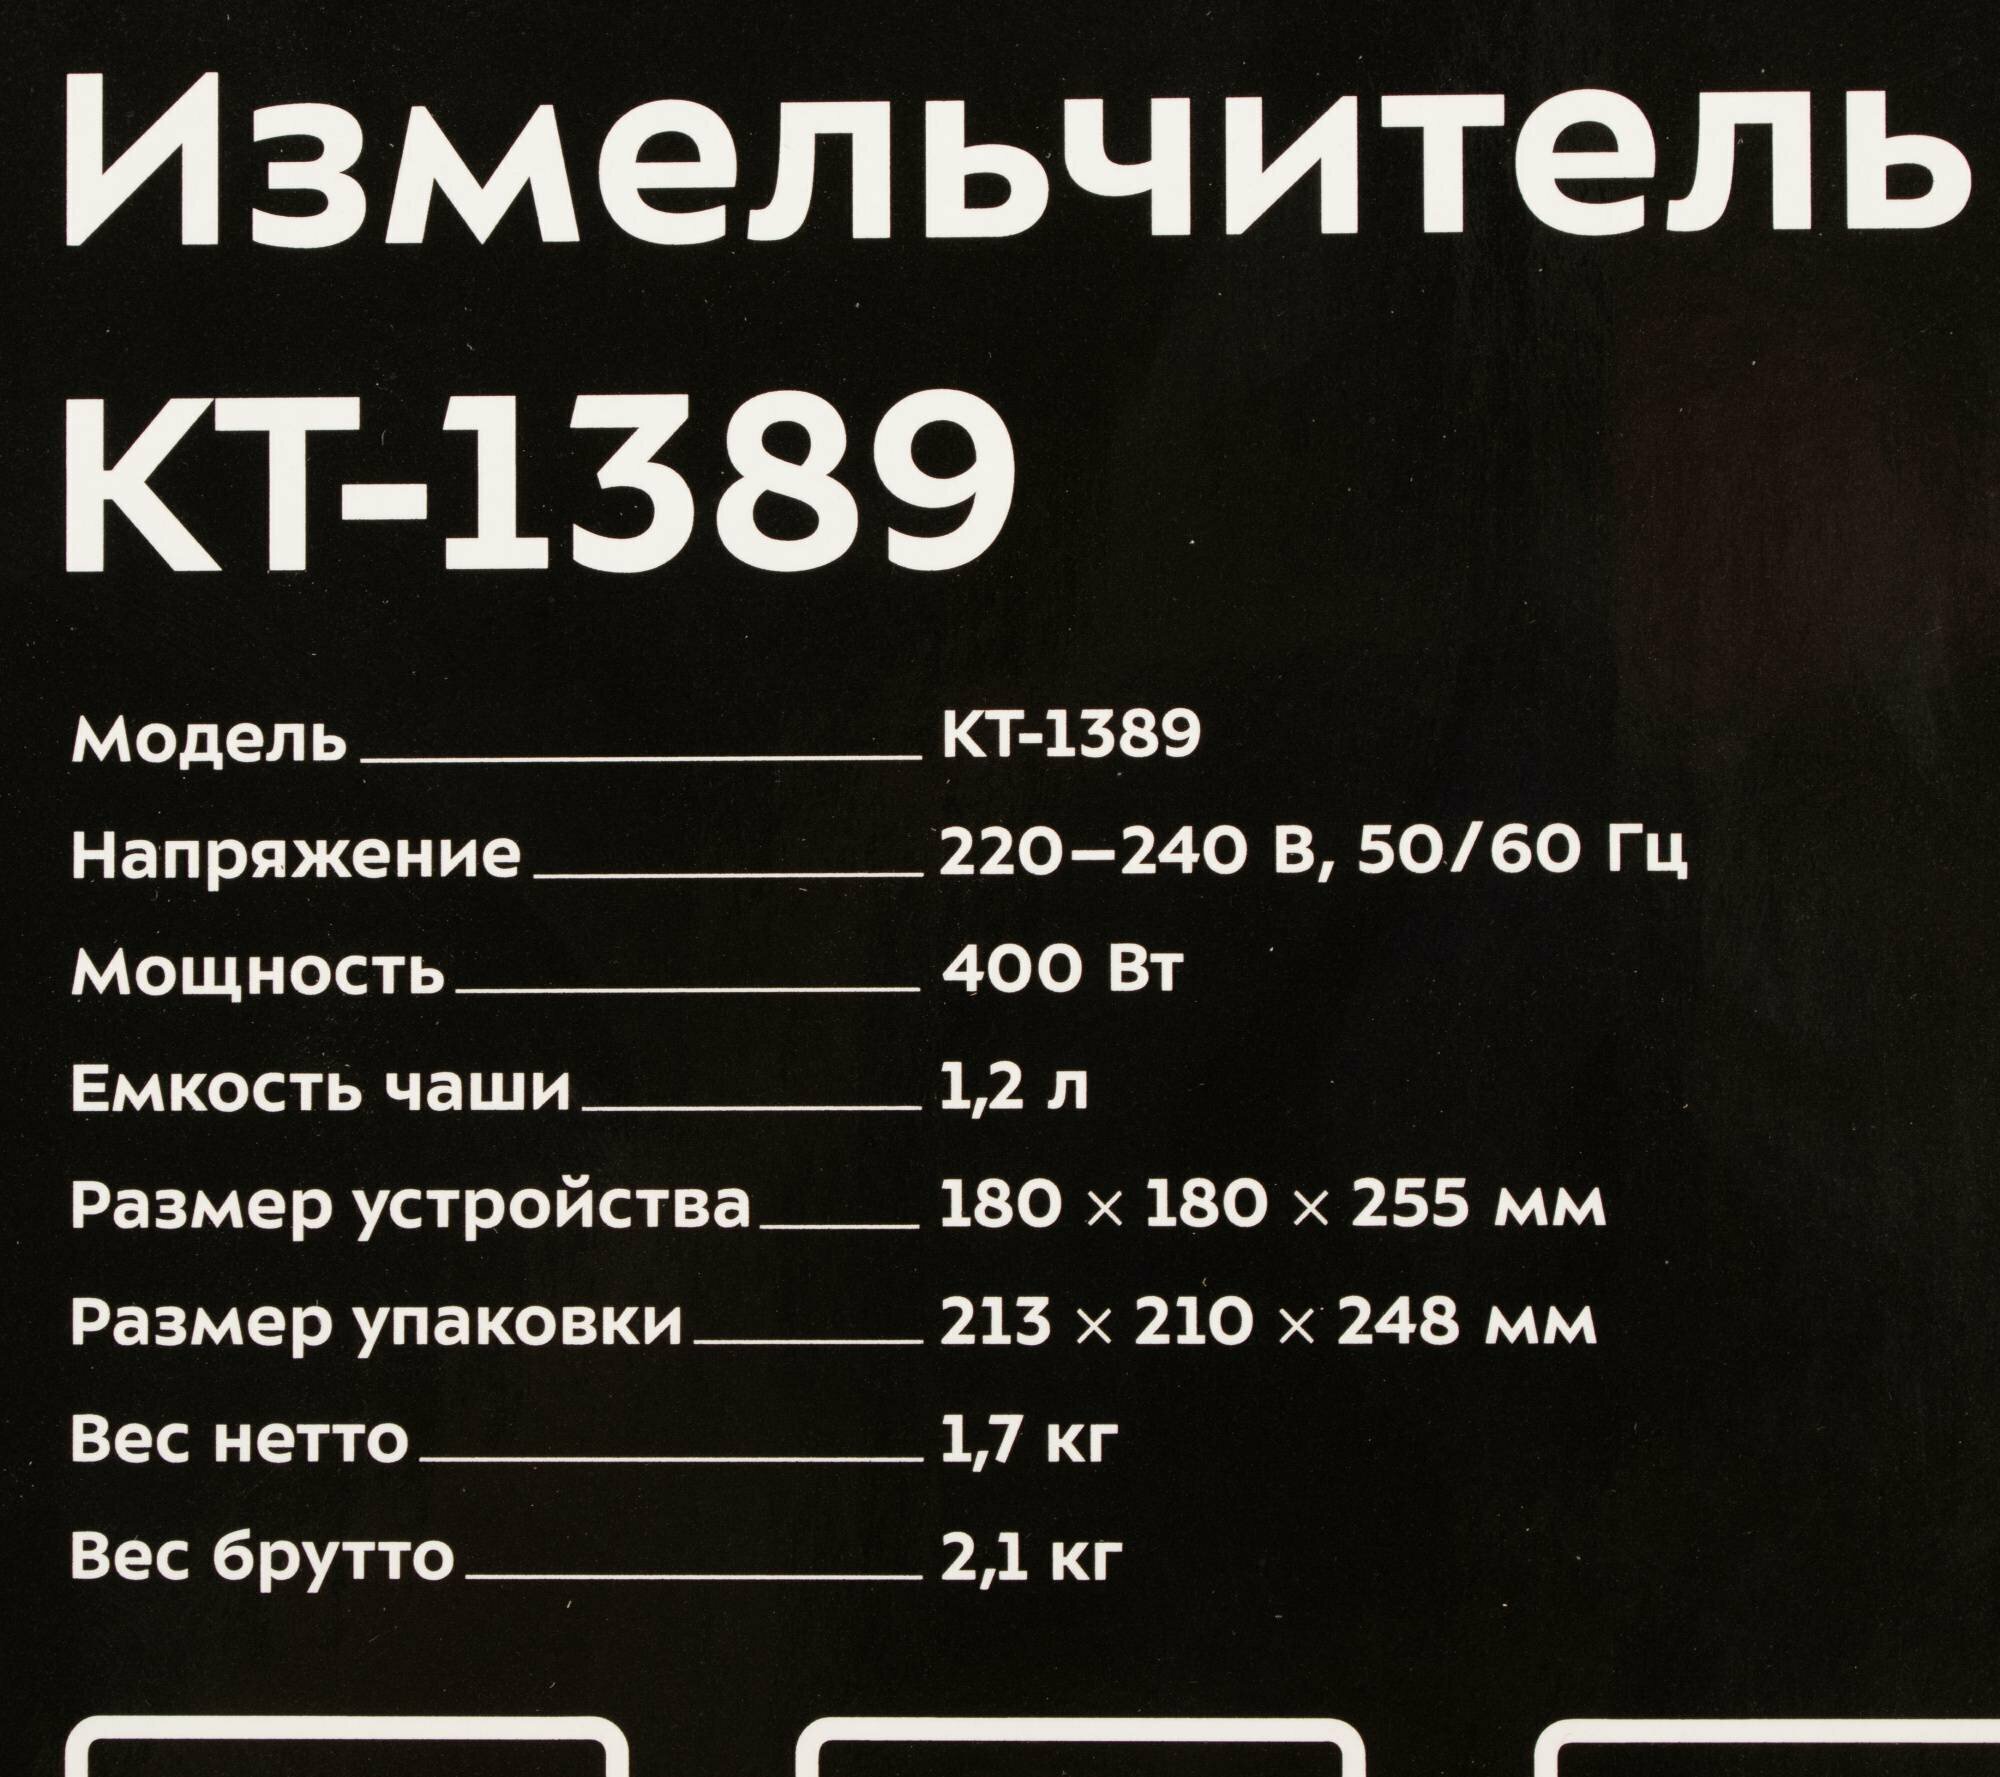 Измельчитель
КТ-1389
Модель КТ-1389
Напряжение 220–240 В, 50/60 Гц
Мощность 400 Вт
Емкость чаши 1,2 л
Размер устройства 180 × 180 × 255 мм
Размер упаковки 213 × 210 × 248 мм
Вес нетто 1,7 кг
Вес брутто 2,1 кг